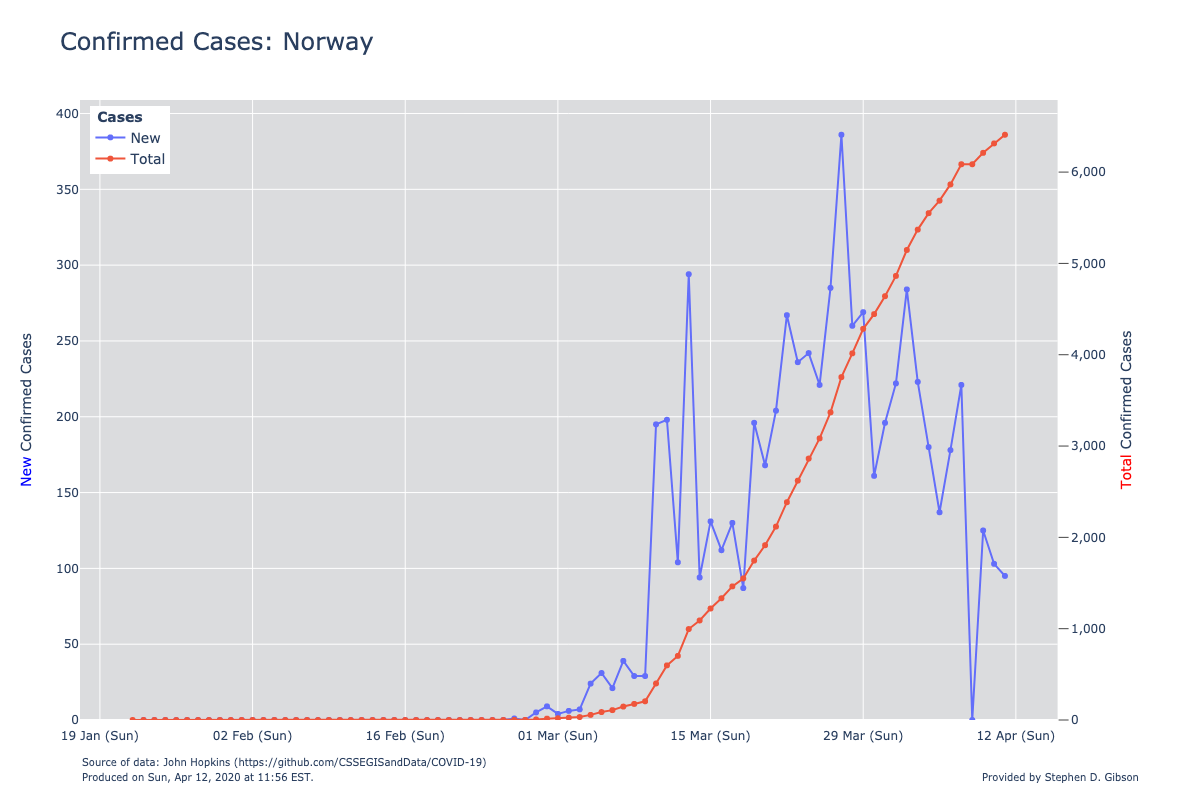 Confirmed Cases: Norway
Cases
New
Total
400
350
300
250
200
150
100
50
0
6,000
5,000
4,000
3,000
2,000
1,000
0
New Confirmed Cases
Total Confirmed Cases
19 Jan (Sun)
02 Feb (Sun)
16 Feb (Sun)
01 Mar (Sun)
15 Mar (Sun)
29 Mar (Sun)
12 Apr (Sun)
Source of data: John Hopkins (https://github.com/CSSEGISandData/COVID-19)
Produced on Sun, Apr 12, 2020 at 11:56 EST.
Provided by Stephen D. Gibson